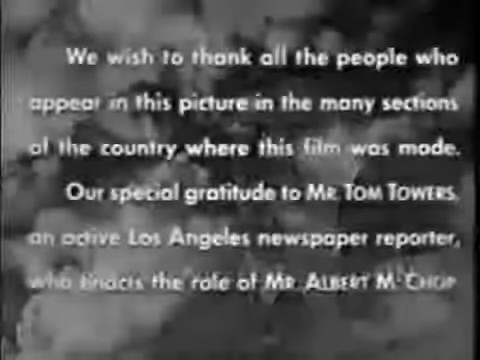 We wish to thank all the people who
appear in this picture in the many sections
of the country where this film was made.
Our special gratitude to MR. TOM TOWERS,
an active Los Angeles newspaper reporter,
who enacts the role of MR. ALBERT M. CHOP